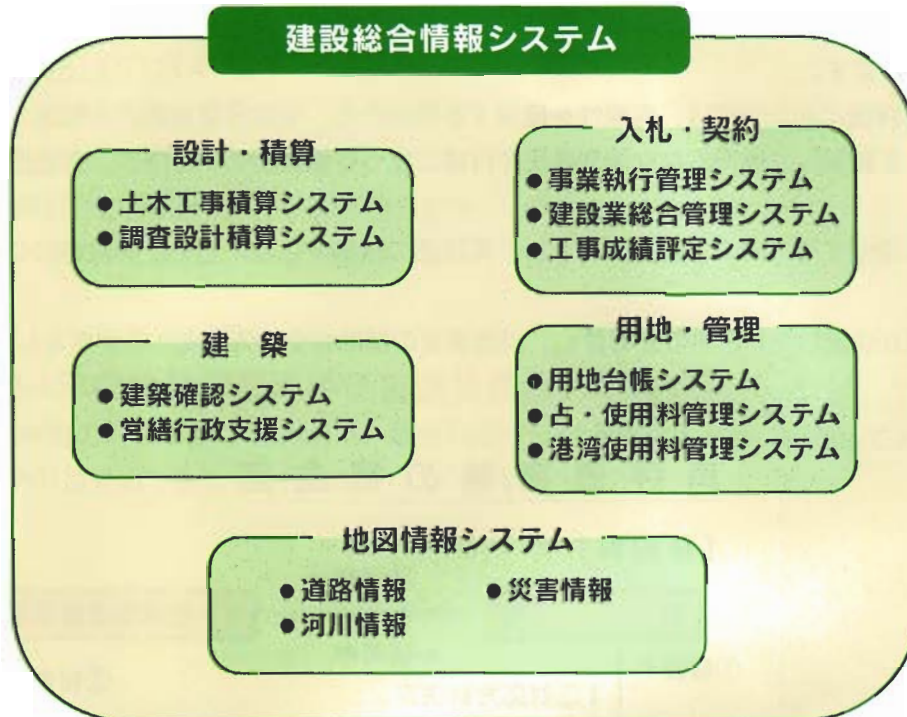 建設総合情報システム
設計・積算
●土木工事積算システム
●調査設計積算システム
入札・契約
●事業執行管理システム
●建設業総合管理システム
●工事成績評定システム
建　築
●建築確認システム
●営繕行政支援システム
用地・管理
●用地台帳システム
●占・使用料管理システム
●港湾使用料管理システム
地図情報システム
●道路情報　●災害情報
●河川情報